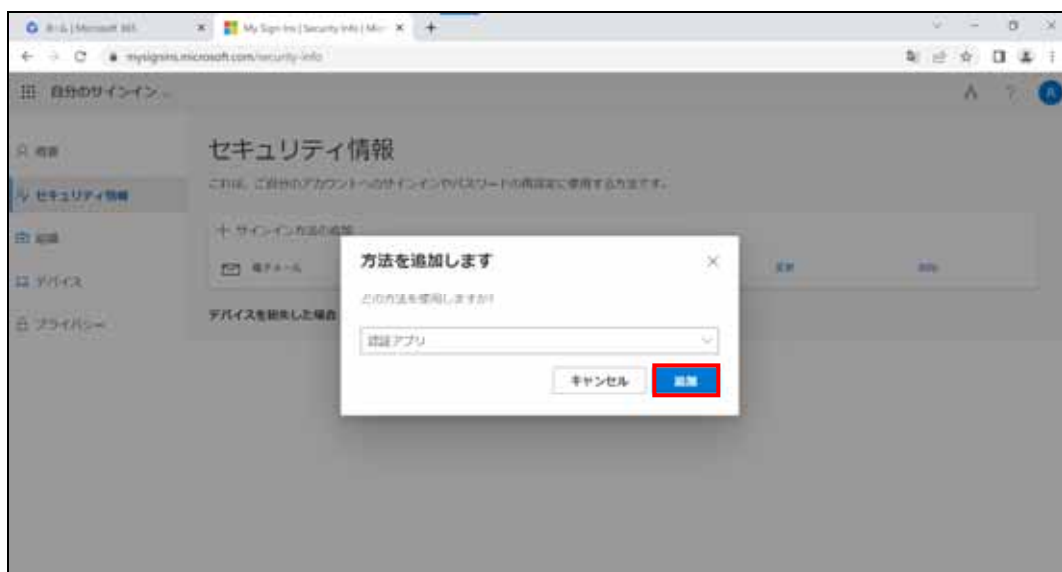 ホーム | Microsoft 365
My Sign-Ins | Security Info | Micr
mysignins.microsoft.com/security-info
自分のサインイン
?
A
概要
セキュリティ情報
組織
デバイス
プライバシー
セキュリティ情報
これは、ご自分のアカウントへのサインインやパスワードの再設定に使用する方法です。
+ サインイン方法の追加
電子メール
変更
削除
デバイスを紛失した場合
方法を追加します
どの方法を使用しますか?
認証アプリ
キャンセル
追加